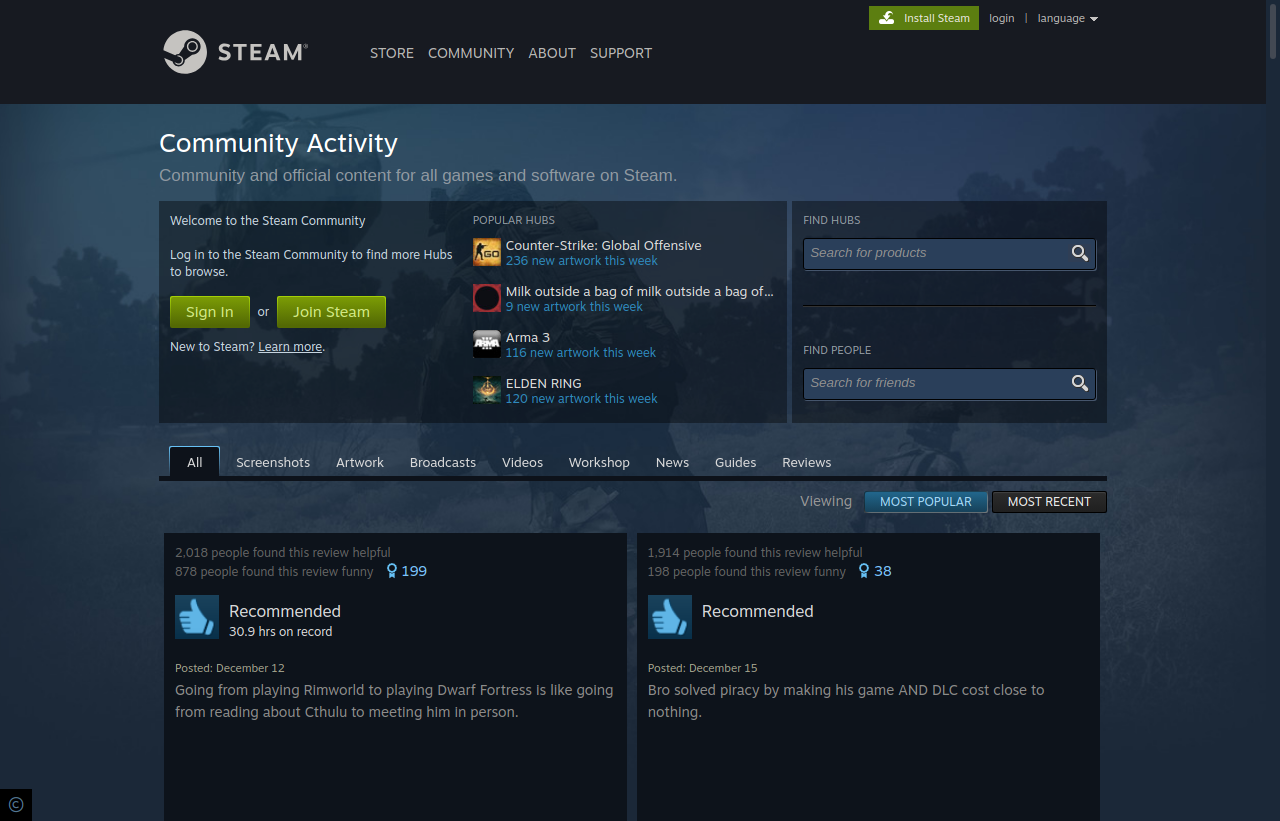 Install Steam
login | language
STEAM®
STORE COMMUNITY ABOUT SUPPORT
Community Activity
Community and official content for all games and software on Steam.
Welcome to the Steam Community
Log in to the Steam Community to find more Hubs
to browse.
Sign In or Join Steam
New to Steam? Learn more.
POPULAR HUBS
Counter-Strike: Global Offensive
236 new artwork this week
Milk outside a bag of milk outside a bag of...
9 new artwork this week
Arma 3
116 new artwork this week
ELDEN RING
120 new artwork this week
FIND HUBS
Search for products
FIND PEOPLE
Search for friends
All Screenshots Artwork Broadcasts Videos Workshop News Guides Reviews
Viewing MOST POPULAR MOST RECENT
2,018 people found this review helpful
878 people found this review funny 199
Recommended
30.9 hrs on record
Posted: December 12
Going from playing RImworld to playing Dwarf Fortress is like going
from reading about Cthulu to meeting him in person.
1,914 people found this review helpful
198 people found this review funny 38
Recommended
Posted: December 15
Bro solved piracy by making his game AND DLC cost close to
nothing.
©